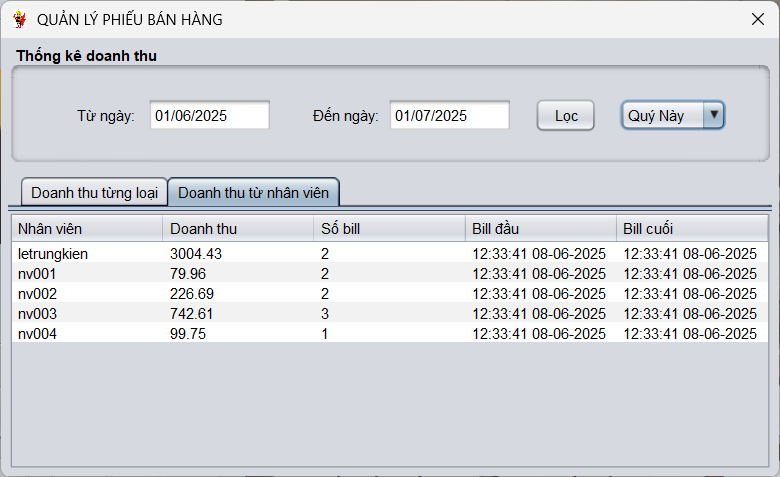 QUẢN LÝ PHIẾU BÁN HÀNG
Thống kê doanh thu
Từ ngày: 01/06/2025 Đến ngày: 01/07/2025 Lọc Quý Này
Doanh thu từng loại Doanh thu từ nhân viên
Nhân viên Doanh thu Số bill Bill đầu Bill cuối
letrungkien 3004.43 2 12:33:41 08-06-2025 12:33:41 08-06-2025
nv001 79.96 2 12:33:41 08-06-2025 12:33:41 08-06-2025
nv002 226.69 2 12:33:41 08-06-2025 12:33:41 08-06-2025
nv003 742.61 3 12:33:41 08-06-2025 12:33:41 08-06-2025
nv004 99.75 1 12:33:41 08-06-2025 12:33:41 08-06-2025